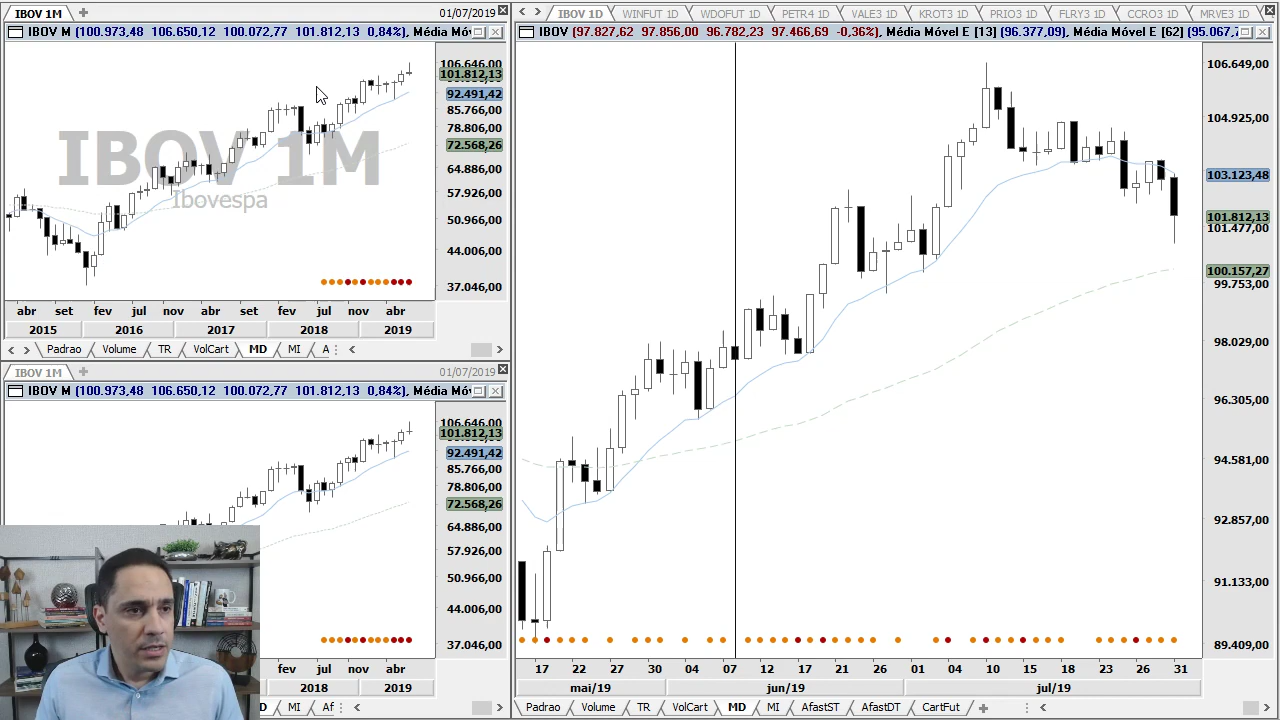 IBOV 1M
01/07/2019
IBOV M (100.973,48 106.650,12 100.072,77 101.812,13 0,84%), Média Móv
106.646,00
101.812,13
92.491,42
85.766,00
78.806,00
72.568,26
64.886,00
57.926,00
50.966,00
44.006,00
37.046,00
IBOV 1M
Ibovespa
abr set fev jul nov abr set fev jul nov abr
2015 2016 2017 2018 2019
Padrao Volume TR VolCart MD MI A
IBOV 1M
01/07/2019
IBOV M (100.973,48 106.650,12 100.072,77 101.812,13 0,84%), Média Móv
106.646,00
101.812,13
92.491,42
85.766,00
78.806,00
72.568,26
64.886,00
57.926,00
50.966,00
44.006,00
37.046,00
fev jul nov abr
2018 2019
D MI Af
IBOV 1D WINFUT 1D WDOFUT 1D PETR4 1D VALE3 1D KROT3 1D PRIO3 1D FLRY3 1D CCRO3 1D MRVE3 1D
IBOV (97.827,62 97.856,00 96.782,23 97.466,69 -0,36%), Média Móvel E [13] (96.377,09), Média Móvel E [62] (95.067,7
106.649,00
104.925,00
103.123,48
101.812,13
101.477,00
100.157,27
99.753,00
98.029,00
96.305,00
94.581,00
92.857,00
91.133,00
89.409,00
17 22 27 30 04 07 12 17 21 26 01 04 10 15 18 23 26 31
mai/19 jun/19 jul/19
Padrao Volume TR VolCart MD MI AfastST AfastDT CartFut